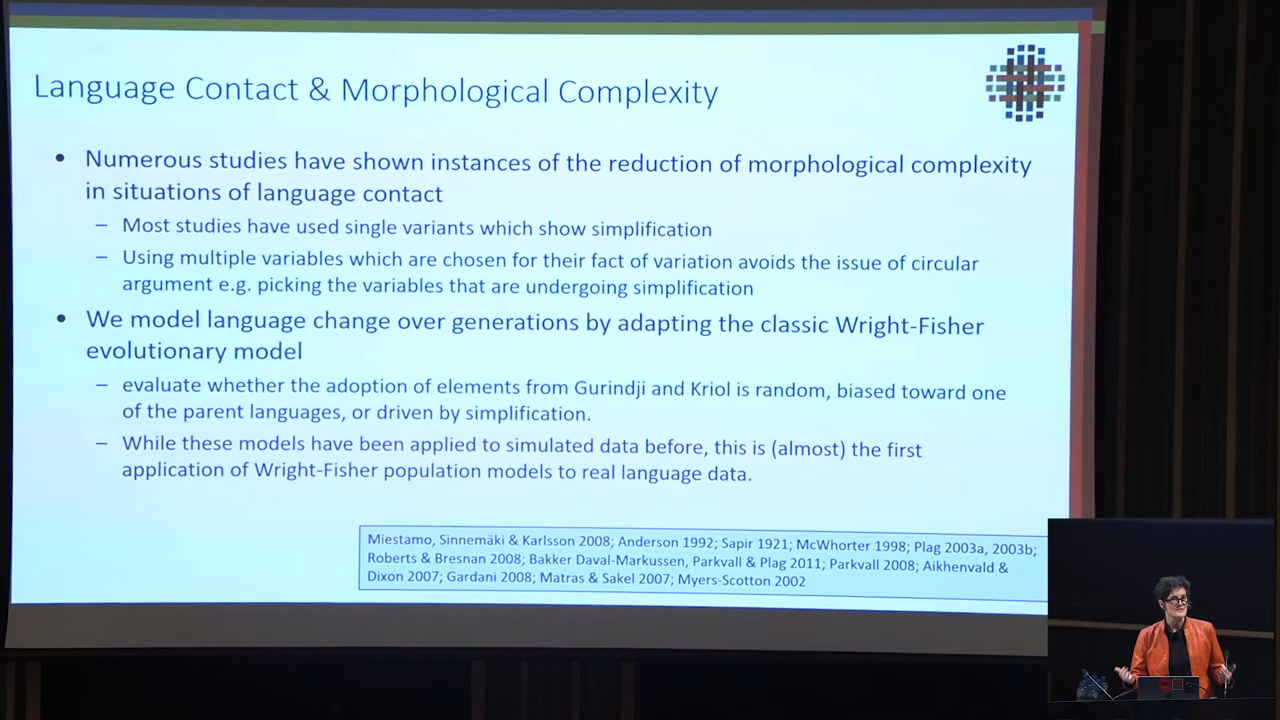 Language Contact & Morphological Complexity
• Numerous studies have shown instances of the reduction of morphological complexity
in situations of language contact
– Most studies have used single variants which show simplification
– Using multiple variables which are chosen for their fact of variation avoids the issue of circular
argument e.g. picking the variables that are undergoing simplification
• We model language change over generations by adapting the classic Wright-Fisher
evolutionary model
– evaluate whether the adoption of elements from Gurindji and Kriol is random, biased toward one
of the parent languages, or driven by simplification.
– While these models have been applied to simulated data before, this is (almost) the first
application of Wright-Fisher population models to real language data.
Miestamo, Sinnemäki & Karlsson 2008; Anderson 1992; Sapir 1921; McWhorter 1998; Plag 2003a, 2003b;
Roberts & Bresnan 2008; Bakker Daval-Markussen, Parkvall & Plag 2011; Parkvall 2008; Aikhenvald &
Dixon 2007; Gardani 2008; Matras & Sakel 2007; Myers-Scotton 2002